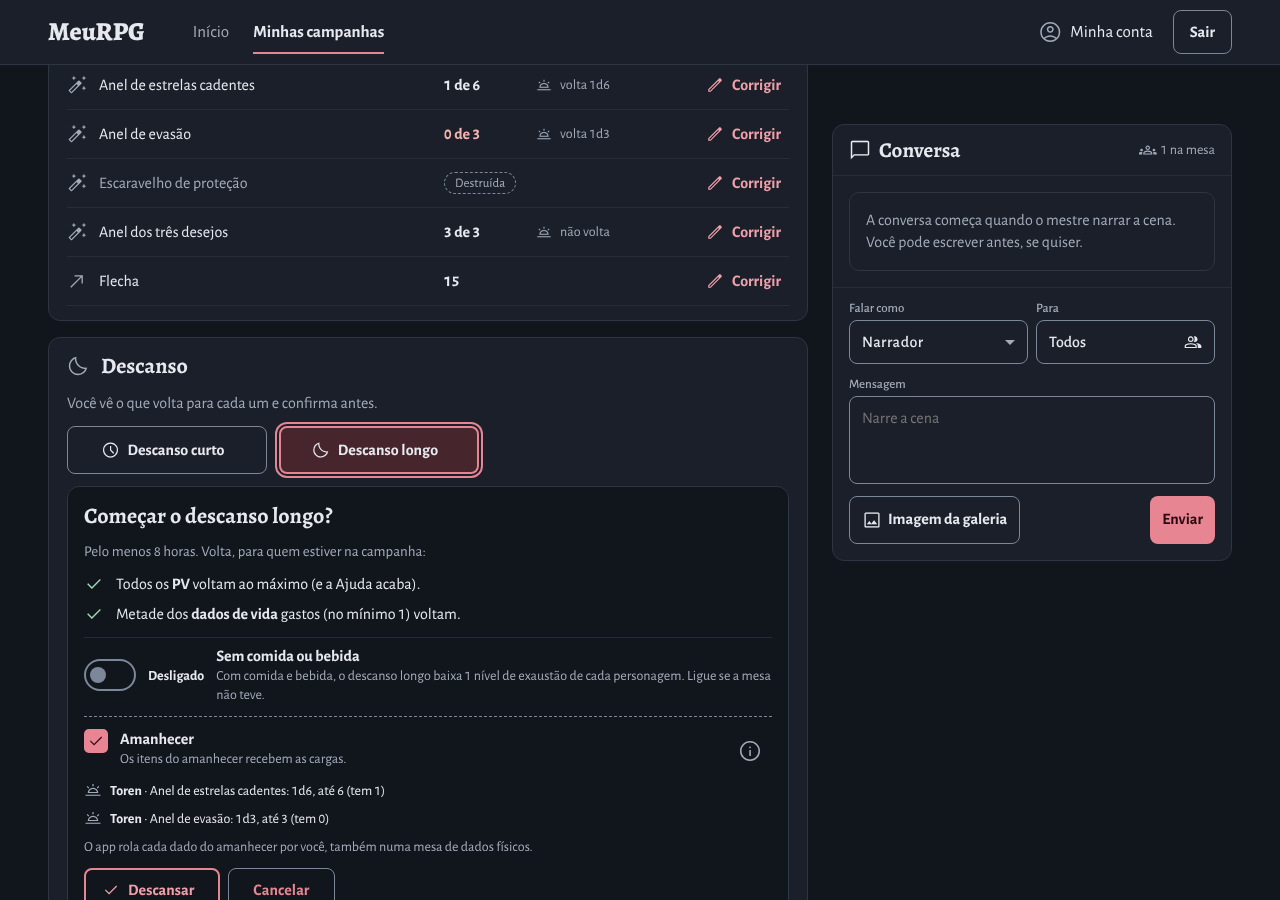 MeuRPG
Início
Minhas campanhas
Minha conta
Sair
Anel de estrelas cadentes
1 de 6
volta 1d6
Corrigir
Anel de evasão
0 de 3
volta 1d3
Corrigir
Escaravelho de proteção
Destruída
Corrigir
Anel dos três desejos
3 de 3
não volta
Corrigir
Flecha
15
Corrigir
Descanso
Você vê o que volta para cada um e confirma antes.
Descanso curto
Descanso longo
Começar o descanso longo?
Pelo menos 8 horas. Volta, para quem estiver na campanha:
Todos os PV voltam ao máximo (e a Ajuda acaba).
Metade dos dados de vida gastos (no mínimo 1) voltam.
Desligado
Sem comida ou bebida
Com comida e bebida, o descanso longo baixa 1 nível de exaustão de cada personagem. Ligue se a mesa
não teve.
Amanhecer
Os itens do amanhecer recebem as cargas.
Toren · Anel de estrelas cadentes: 1d6, até 6 (tem 1)
Toren · Anel de evasão: 1d3, até 3 (tem 0)
O app rola cada dado do amanhecer por você, também numa mesa de dados físicos.
Descansar
Cancelar
Conversa
1 na mesa
A conversa começa quando o mestre narrar a cena.
Você pode escrever antes, se quiser.
Falar como
Para
Narrador
Todos
Mensagem
Narre a cena
Imagem da galeria
Enviar